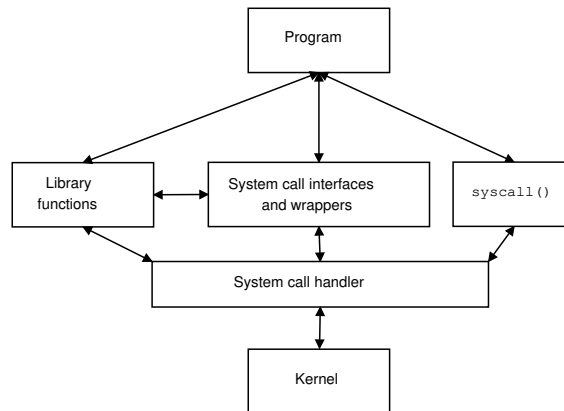 Program
Library
functions
System call interfaces
and wrappers
syscall()
System call handler
Kernel